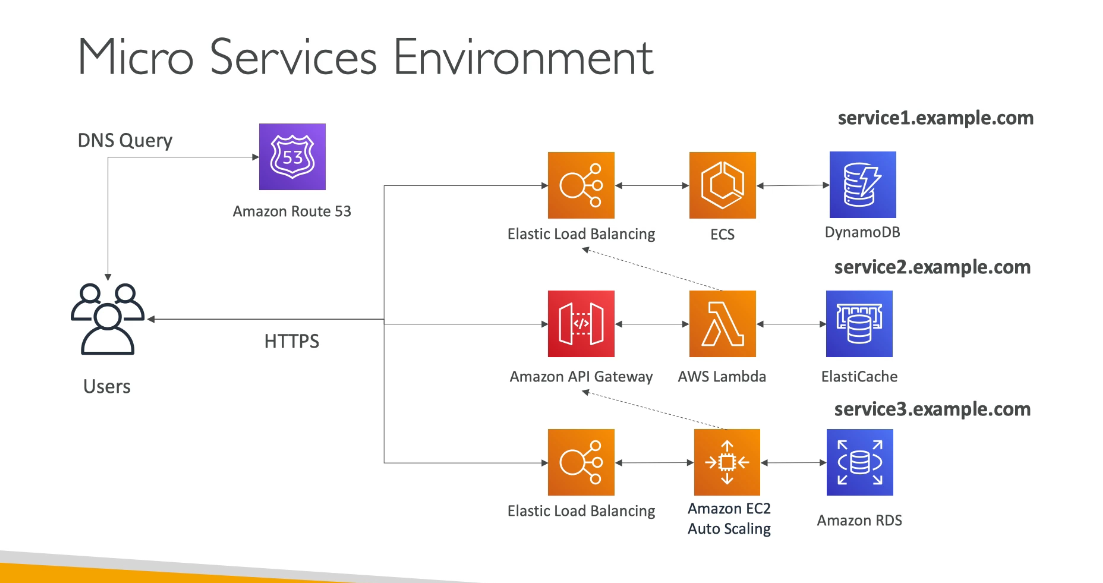 Micro Services Environment
DNS Query
53
Amazon Route 53
Users
HTTPS
service1.example.com
Elastic Load Balancing
ECS
DynamoDB
service2.example.com
</>
Amazon API Gateway
AWS Lambda
ElastiCache
service3.example.com
Elastic Load Balancing
Amazon EC2
Auto Scaling
Amazon RDS